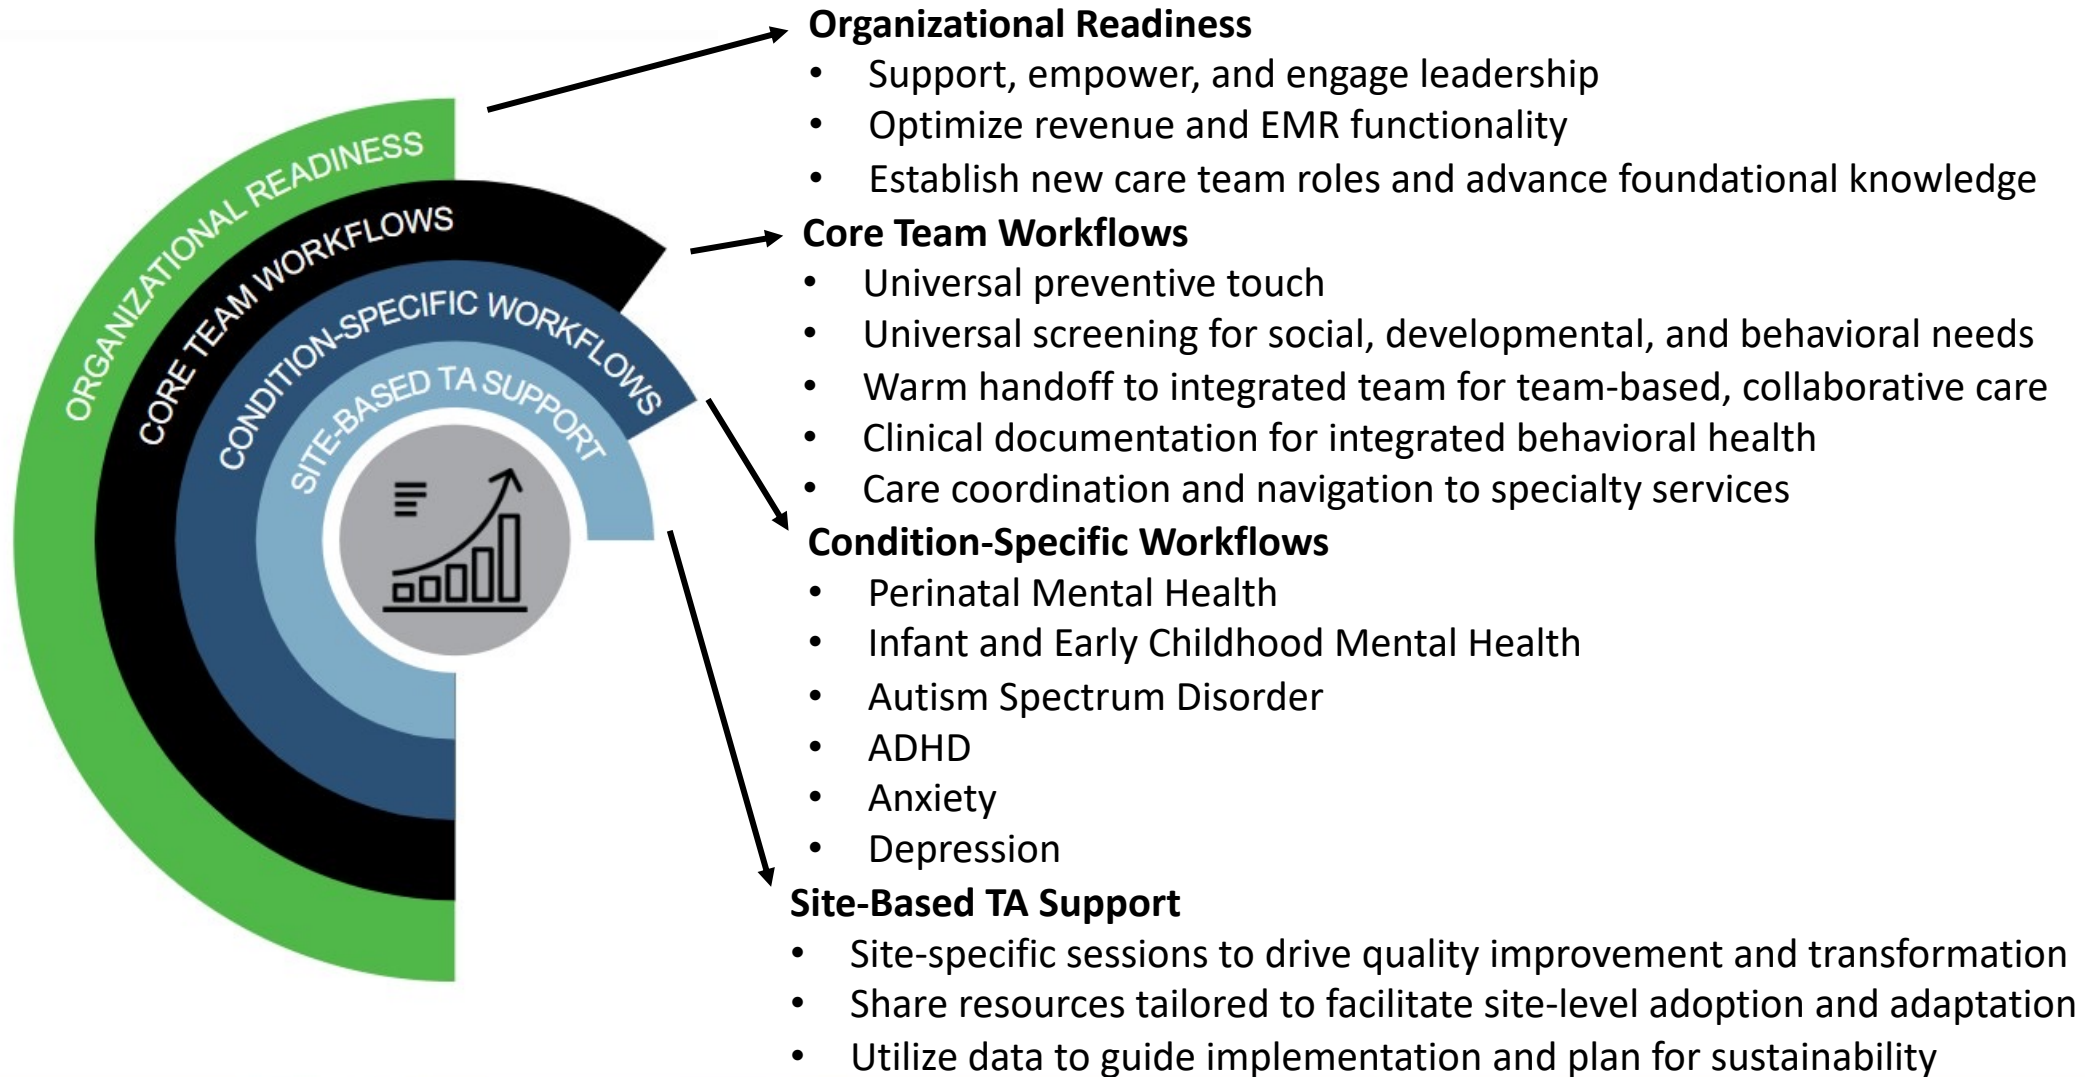 ORGANIZATIONAL READINESS
CORE TEAM WORKFLOWS
CONDITION-SPECIFIC WORKFLOWS
SITE-BASED TA SUPPORT
Organizational Readiness
• Support, empower, and engage leadership
• Optimize revenue and EMR functionality
• Establish new care team roles and advance foundational knowledge
Core Team Workflows
• Universal preventive touch
• Universal screening for social, developmental, and behavioral needs
• Warm handoff to integrated team for team-based, collaborative care
• Clinical documentation for integrated behavioral health
• Care coordination and navigation to specialty services
Condition-Specific Workflows
• Perinatal Mental Health
• Infant and Early Childhood Mental Health
• Autism Spectrum Disorder
• ADHD
• Anxiety
• Depression
Site-Based TA Support
• Site-specific sessions to drive quality improvement and transformation
• Share resources tailored to facilitate site-level adoption and adaptation
• Utilize data to guide implementation and plan for sustainability